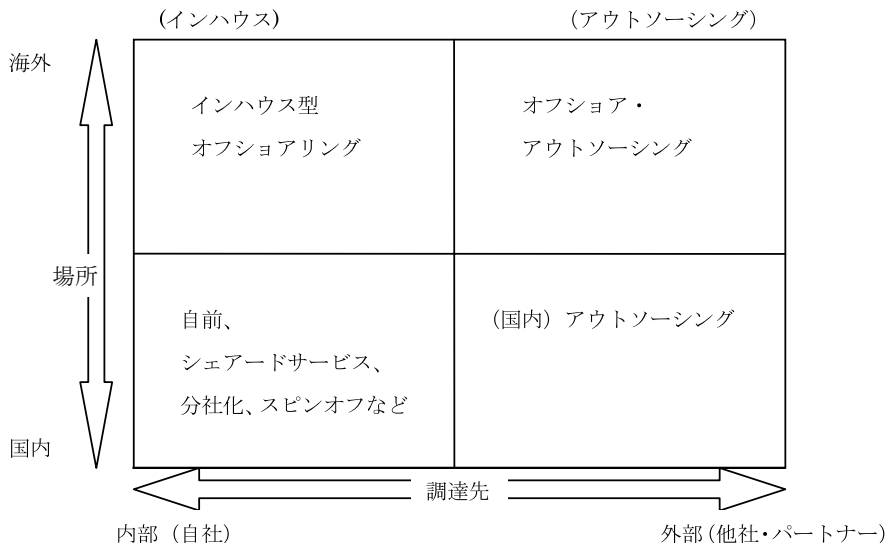 (インハウス)
（アウトソーシング）
海外
インハウス型
オフショアリング
オフショア・
アウトソーシング
場所
自前、
シェアードサービス、
分社化、スピンオフなど
（国内）アウトソーシング
国内
調達先
内部（自社）
外部（他社・パートナー）